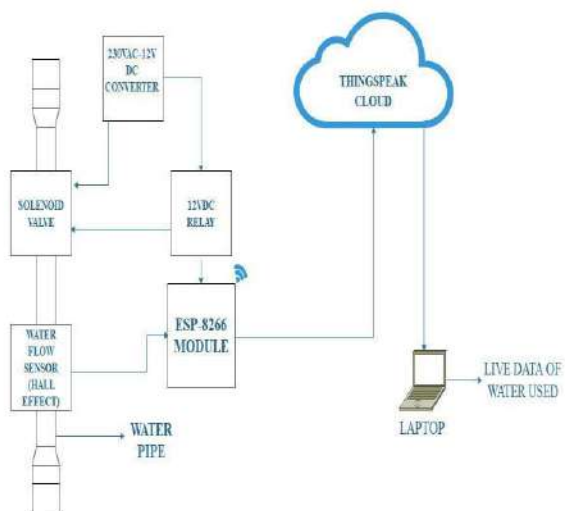 230VAC-12V
DC
CONVERTER
THINGSPEAK
CLOUD
SOLENOID
VALVE
12VDC
RELAY
ESP-8266
MODULE
WATER
FLOW
SENSOR
(HALL
EFFECT)
WATER
PIPE
LAPTOP
LIVE DATA OF
WATER USED